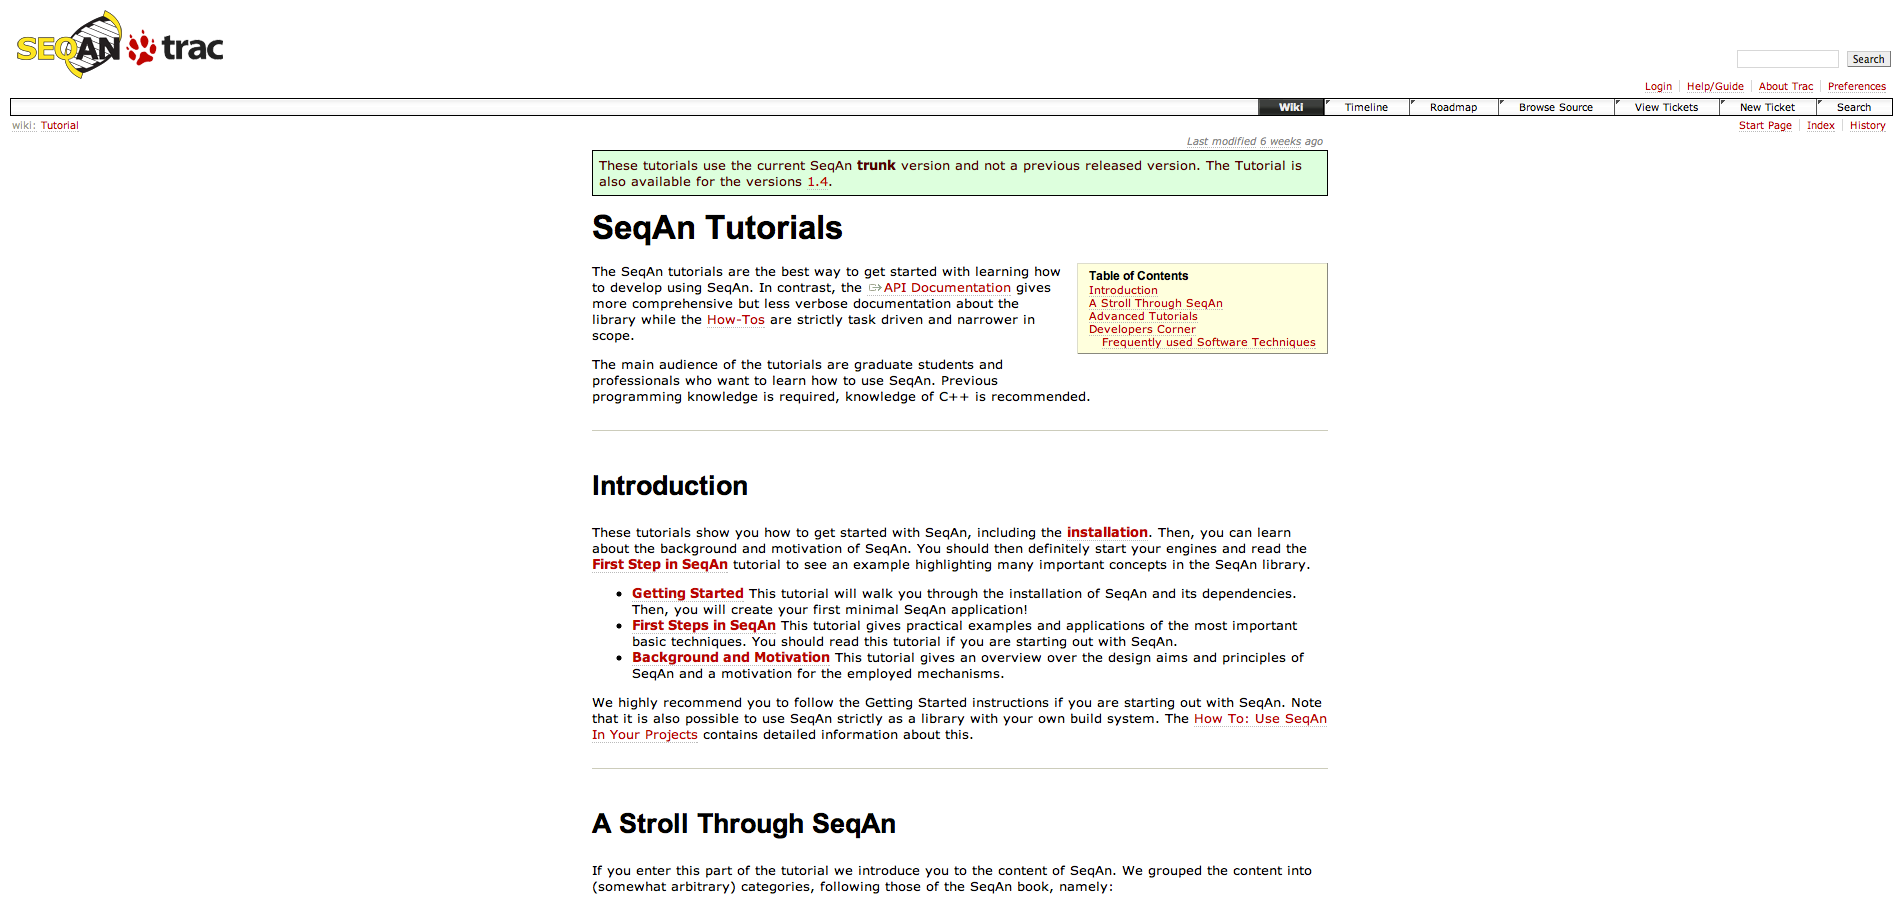 SEQAN trac
Search
Login Help/Guide About Trac Preferences
Wiki Timeline Roadmap Browse Source View Tickets New Ticket Search
wiki: Tutorial
Start Page Index History
Last modified 6 weeks ago
These tutorials use the current SeqAn trunk version and not a previous released version. The Tutorial is
also available for the versions 1.4.
SeqAn Tutorials
The SeqAn tutorials are the best way to get started with learning how
to develop using SeqAn. In contrast, the API Documentation gives
more comprehensive but less verbose documentation about the
library while the How-Tos are strictly task driven and narrower in
scope.
Table of Contents
Introduction
A Stroll Through SeqAn
Advanced Tutorials
Developers Corner
Frequently used Software Techniques
The main audience of the tutorials are graduate students and
professionals who want to learn how to use SeqAn. Previous
programming knowledge is required, knowledge of C++ is recommended.
Introduction
These tutorials show you how to get started with SeqAn, including the installation. Then, you can learn
about the background and motivation of SeqAn. You should then definitely start your engines and read the
First Step in SeqAn tutorial to see an example highlighting many important concepts in the SeqAn library.
• Getting Started This tutorial will walk you through the installation of SeqAn and its dependencies.
Then, you will create your first minimal SeqAn application!
• First Steps in SeqAn This tutorial gives practical examples and applications of the most important
basic techniques. You should read this tutorial if you are starting out with SeqAn.
• Background and Motivation This tutorial gives an overview over the design aims and principles of
SeqAn and a motivation for the employed mechanisms.
We highly recommend you to follow the Getting Started instructions if you are starting out with SeqAn. Note
that it is also possible to use SeqAn strictly as a library with your own build system. The How To: Use SeqAn
In Your Projects contains detailed information about this.
A Stroll Through SeqAn
If you enter this part of the tutorial we introduce you to the content of SeqAn. We grouped the content into
(somewhat arbitrary) categories, following those of the SeqAn book, namely: